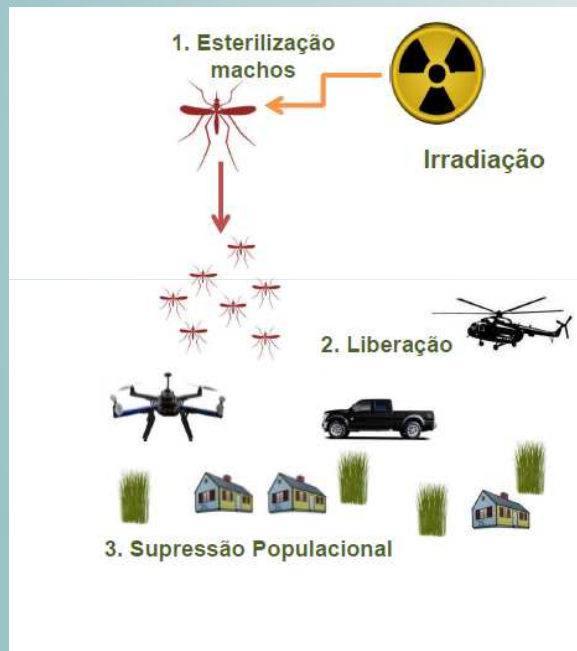 1. Esterilização
machos
Irradiação
2. Liberação
3. Supressão Populacional